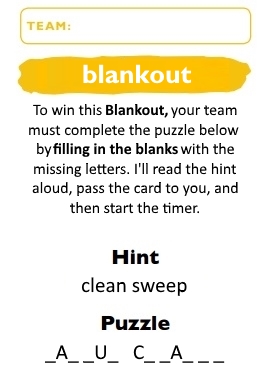 TEAM:
blankout
To win this Blankout, your team
must complete the puzzle below
by filling in the blanks with the
missing letters. I'll read the hint
aloud, pass the card to you, and
then start the timer.
Hint
clean sweep
Puzzle
_A_ _U_ C_ _A_ _ _